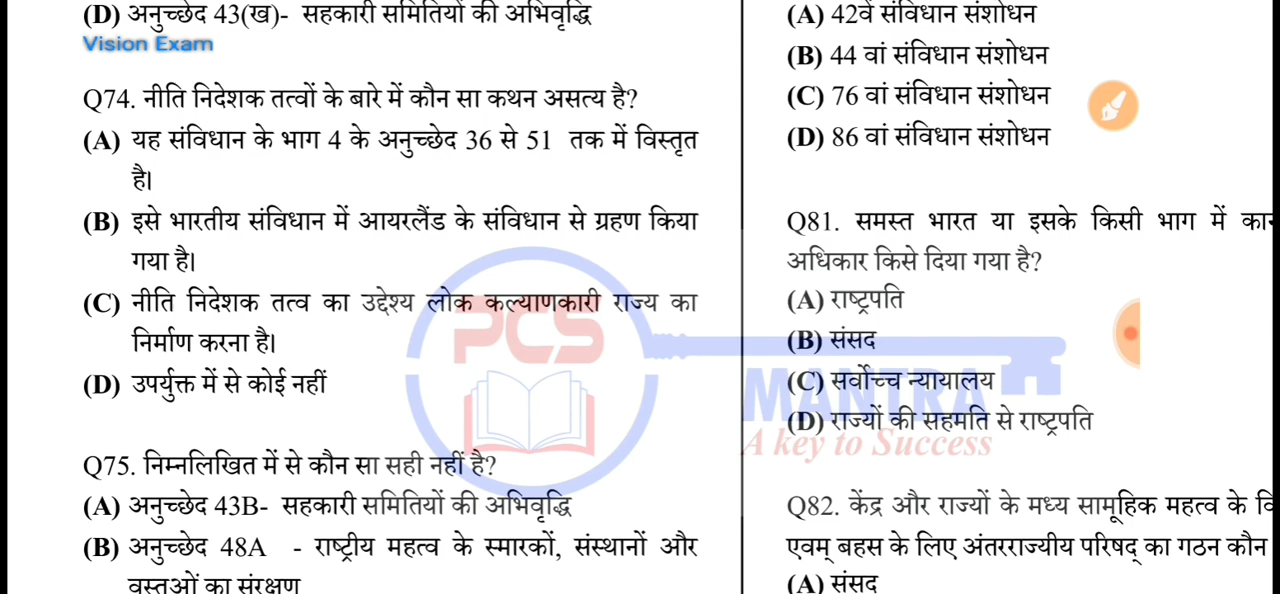 (D) अनुच्छेद 43(ख)- सहकारी समितियों की अभिवृद्धि
Vision Exam
Q74. नीति निदेशक तत्वों के बारे में कौन सा कथन असत्य है?
(A) यह संविधान के भाग 4 के अनुच्छेद 36 से 51 तक में विस्तृत
है।
(B) इसे भारतीय संविधान में आयरलैंड के संविधान से ग्रहण किया
गया है।
(C) नीति निदेशक तत्व का उद्देश्य लोक कल्याणकारी राज्य का
निर्माण करना है।
(D) उपर्युक्त में से कोई नहीं
Q75. निम्नलिखित में से कौन सा सही नहीं है?
(A) अनुच्छेद 43B- सहकारी समितियों की अभिवृद्धि
(B) अनुच्छेद 48A - राष्ट्रीय महत्व के स्मारकों, संस्थानों और
वस्तुओं का संरक्षण
(A) 42वें संविधान संशोधन
(B) 44 वां संविधान संशोधन
(C) 76 वां संविधान संशोधन
(D) 86 वां संविधान संशोधन
Q81. समस्त भारत या इसके किसी भाग में
अधिकार किसे दिया गया है?
(A) राष्ट्रपति
(B) संसद
(C) सर्वोच्च न्यायालय
(D) राज्यों की सहमति से राष्ट्रपति
Q82. केंद्र और राज्यों के मध्य सामूहिक महत्व के
एवम् बहस के लिए अंतरराज्यीय परिषद् का गठन कौन
(A) संसद
PCS
MANTRA
A key to Success